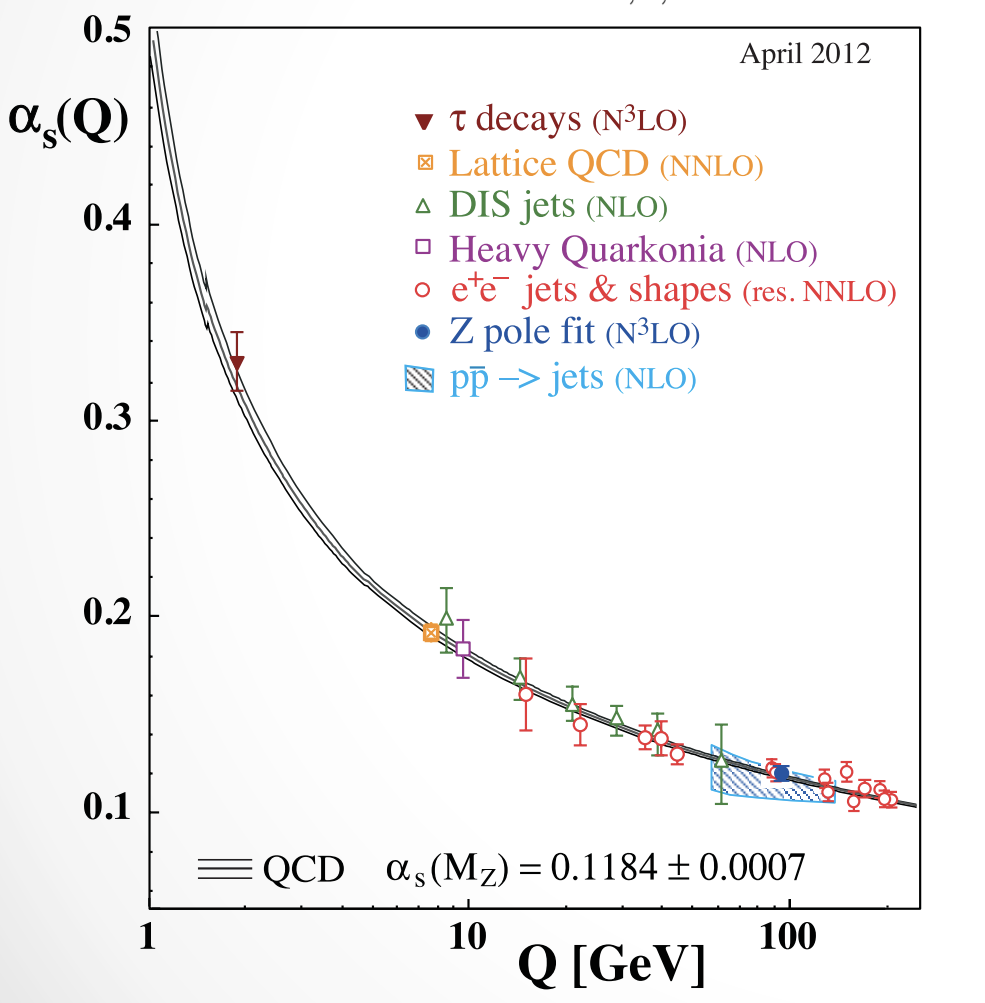 0.5
April 2012
αs(Q)
τ decays (N³LO)
Lattice QCD (NNLO)
DIS jets (NLO)
0.4
Heavy Quarkonia (NLO)
e⁺e⁻ jets & shapes (res. NNLO)
Z pole fit (N³LO)
pp̅ –> jets (NLO)
0.3
0.2
0.1
QCD αs(MZ) = 0.1184 ± 0.0007
1 10 100
Q [GeV]